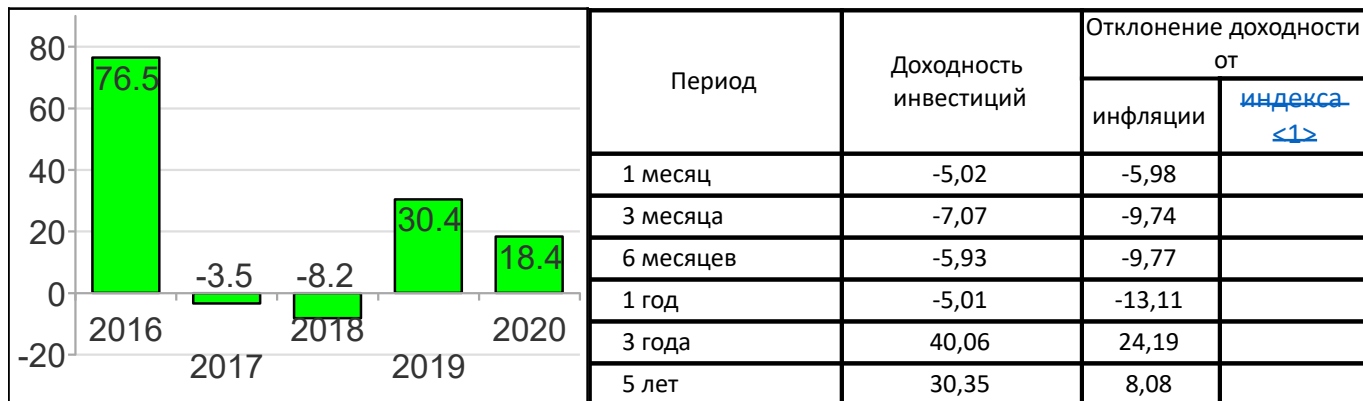 80
60
40
20
0
-20
76.5
-3.5
-8.2
30.4
18.4
2016
2017
2018
2019
2020
Период
Доходность
инвестиций
Отклонение доходности
от
инфляции
индекса
<1>
1 месяц -5,02 -5,98
3 месяца -7,07 -9,74
6 месяцев -5,93 -9,77
1 год -5,01 -13,11
3 года 40,06 24,19
5 лет 30,35 8,08